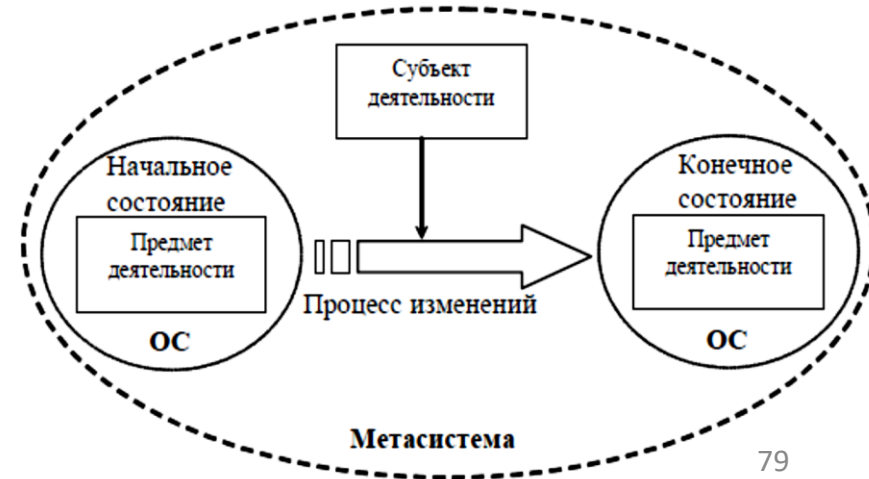 Субъект
деятельности
Начальное
состояние
Предмет
деятельности
ОС
Процесс изменений
Конечное
состояние
Предмет
деятельности
ОС
Метасистема
79